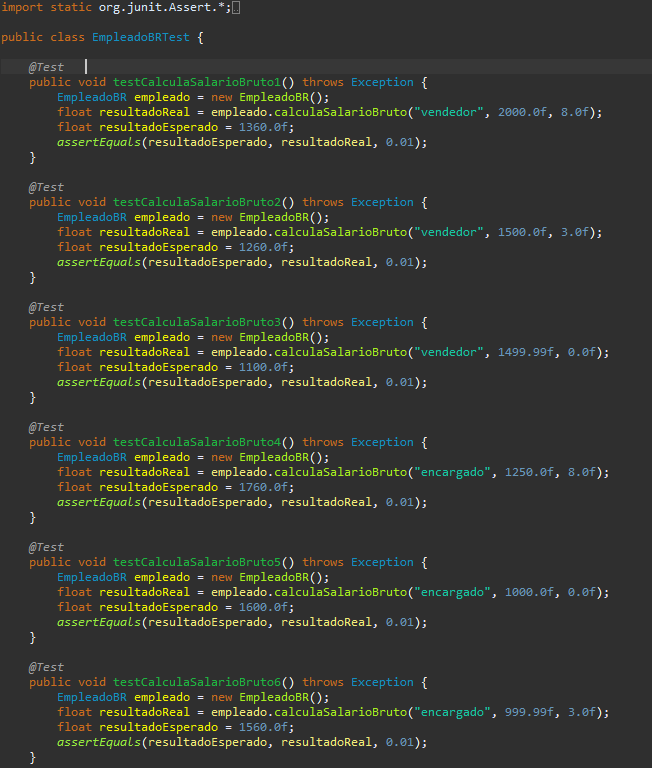 import static org.junit.Assert.*;
public class EmpleadoBRTest {
@Test
public void testCalculaSalarioBruto1() throws Exception {
EmpleadoBR empleado = new EmpleadoBR();
float resultadoReal = empleado.calculaSalarioBruto("vendedor", 2000.0f, 8.0f);
float resultadoEsperado = 1360.0f;
assertEquals(resultadoEsperado, resultadoReal, 0.01);
}
@Test
public void testCalculaSalarioBruto2() throws Exception {
EmpleadoBR empleado = new EmpleadoBR();
float resultadoReal = empleado.calculaSalarioBruto("vendedor", 1500.0f, 3.0f);
float resultadoEsperado = 1260.0f;
assertEquals(resultadoEsperado, resultadoReal, 0.01);
}
@Test
public void testCalculaSalarioBruto3() throws Exception {
EmpleadoBR empleado = new EmpleadoBR();
float resultadoReal = empleado.calculaSalarioBruto("vendedor", 1499.99f, 0.0f);
float resultadoEsperado = 1100.0f;
assertEquals(resultadoEsperado, resultadoReal, 0.01);
}
@Test
public void testCalculaSalarioBruto4() throws Exception {
EmpleadoBR empleado = new EmpleadoBR();
float resultadoReal = empleado.calculaSalarioBruto("encargado", 1250.0f, 8.0f);
float resultadoEsperado = 1760.0f;
assertEquals(resultadoEsperado, resultadoReal, 0.01);
}
@Test
public void testCalculaSalarioBruto5() throws Exception {
EmpleadoBR empleado = new EmpleadoBR();
float resultadoReal = empleado.calculaSalarioBruto("encargado", 1000.0f, 0.0f);
float resultadoEsperado = 1600.0f;
assertEquals(resultadoEsperado, resultadoReal, 0.01);
}
@Test
public void testCalculaSalarioBruto6() throws Exception {
EmpleadoBR empleado = new EmpleadoBR();
float resultadoReal = empleado.calculaSalarioBruto("encargado", 999.99f, 3.0f);
float resultadoEsperado = 1560.0f;
assertEquals(resultadoEsperado, resultadoReal, 0.01);
}